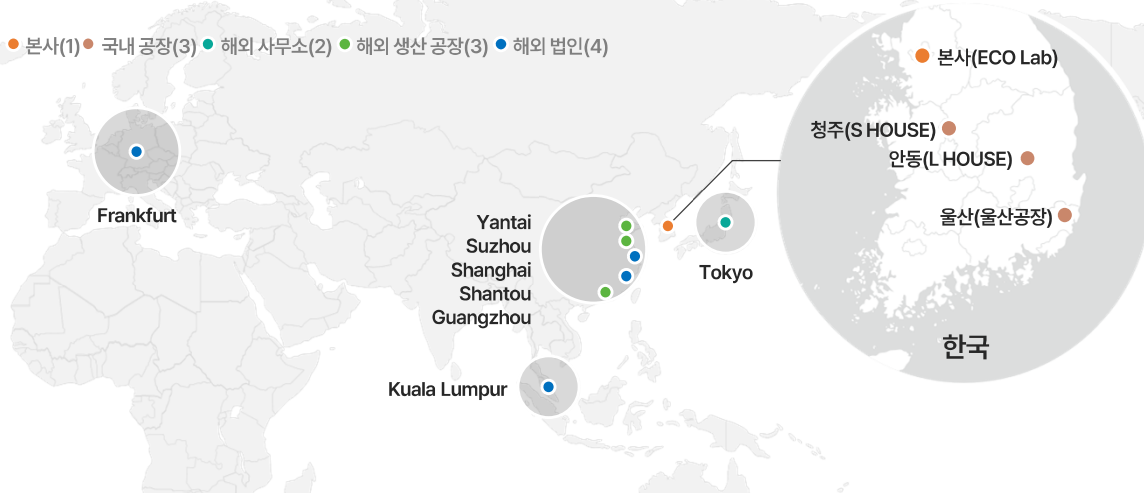 본사(1) 국내 공장(3) 해외 사무소(2) 해외 생산 공장(3) 해외 법인(4)
본사(ECO Lab)
청주(S HOUSE)
안동(L HOUSE)
울산(울산공장)
한국
Frankfurt
Yantai
Suzhou
Shanghai
Shantou
Guangzhou
Tokyo
Kuala Lumpur